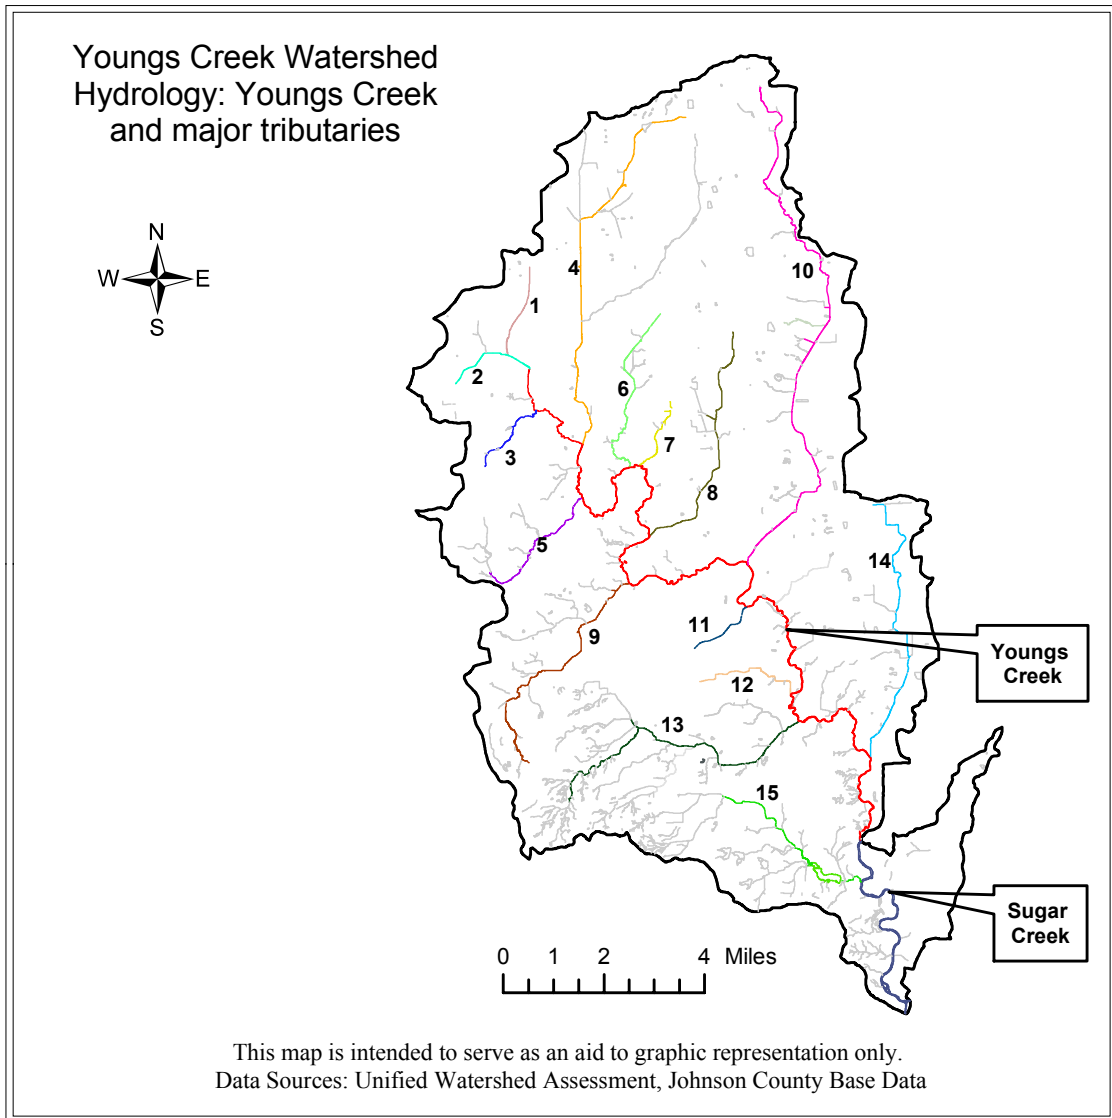 Youngs Creek Watershed
Hydrology: Youngs Creek
and major tributaries
N
W
E
S
1
2
3
4
5
6
7
8
9
10
11
12
13
14
15
Youngs
Creek
Sugar
Creek
0 1 2 4 Miles
This map is intended to serve as an aid to graphic representation only.
Data Sources: Unified Watershed Assessment, Johnson County Base Data